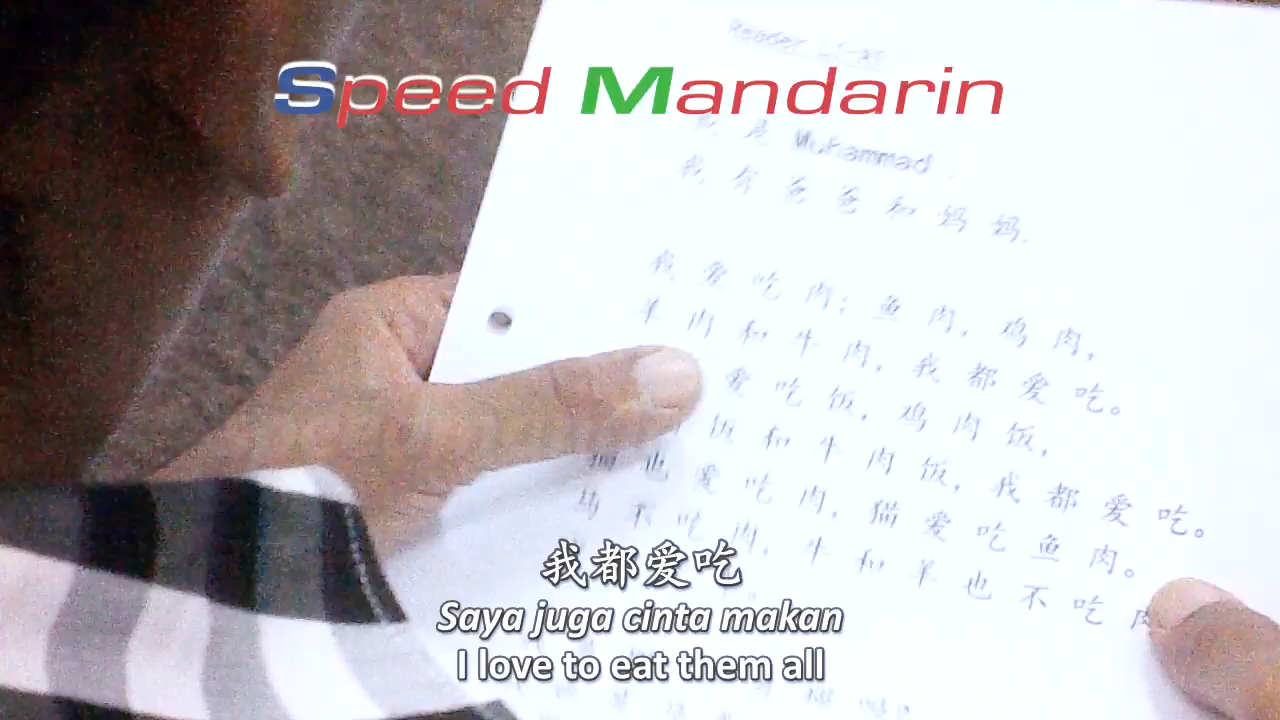 Speed Mandarin
Reader
是 Muhammad
我有爸爸和妈妈.
我爱吃肉; 鱼肉, 鸡肉,
羊肉和牛肉, 我都爱吃。
爱吃饭, 鸡肉饭,
饭和牛肉饭, 我都爱吃。
也爱吃肉, 猫爱吃鱼肉。
马不吃肉, 牛和羊也不吃
我都爱吃
Saya juga cinta makan
I love to eat them all